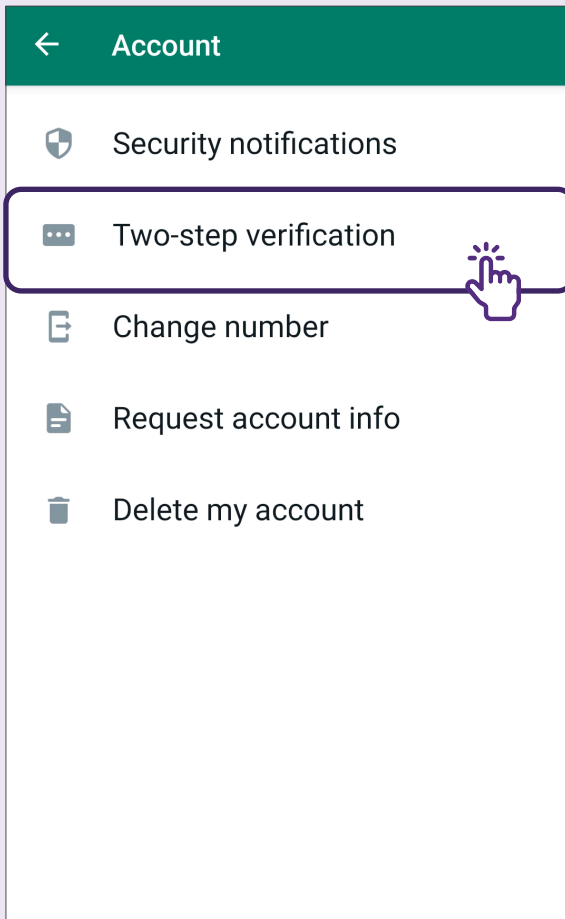 Account
Security notifications
Two-step verification
Change number
Request account info
Delete my account